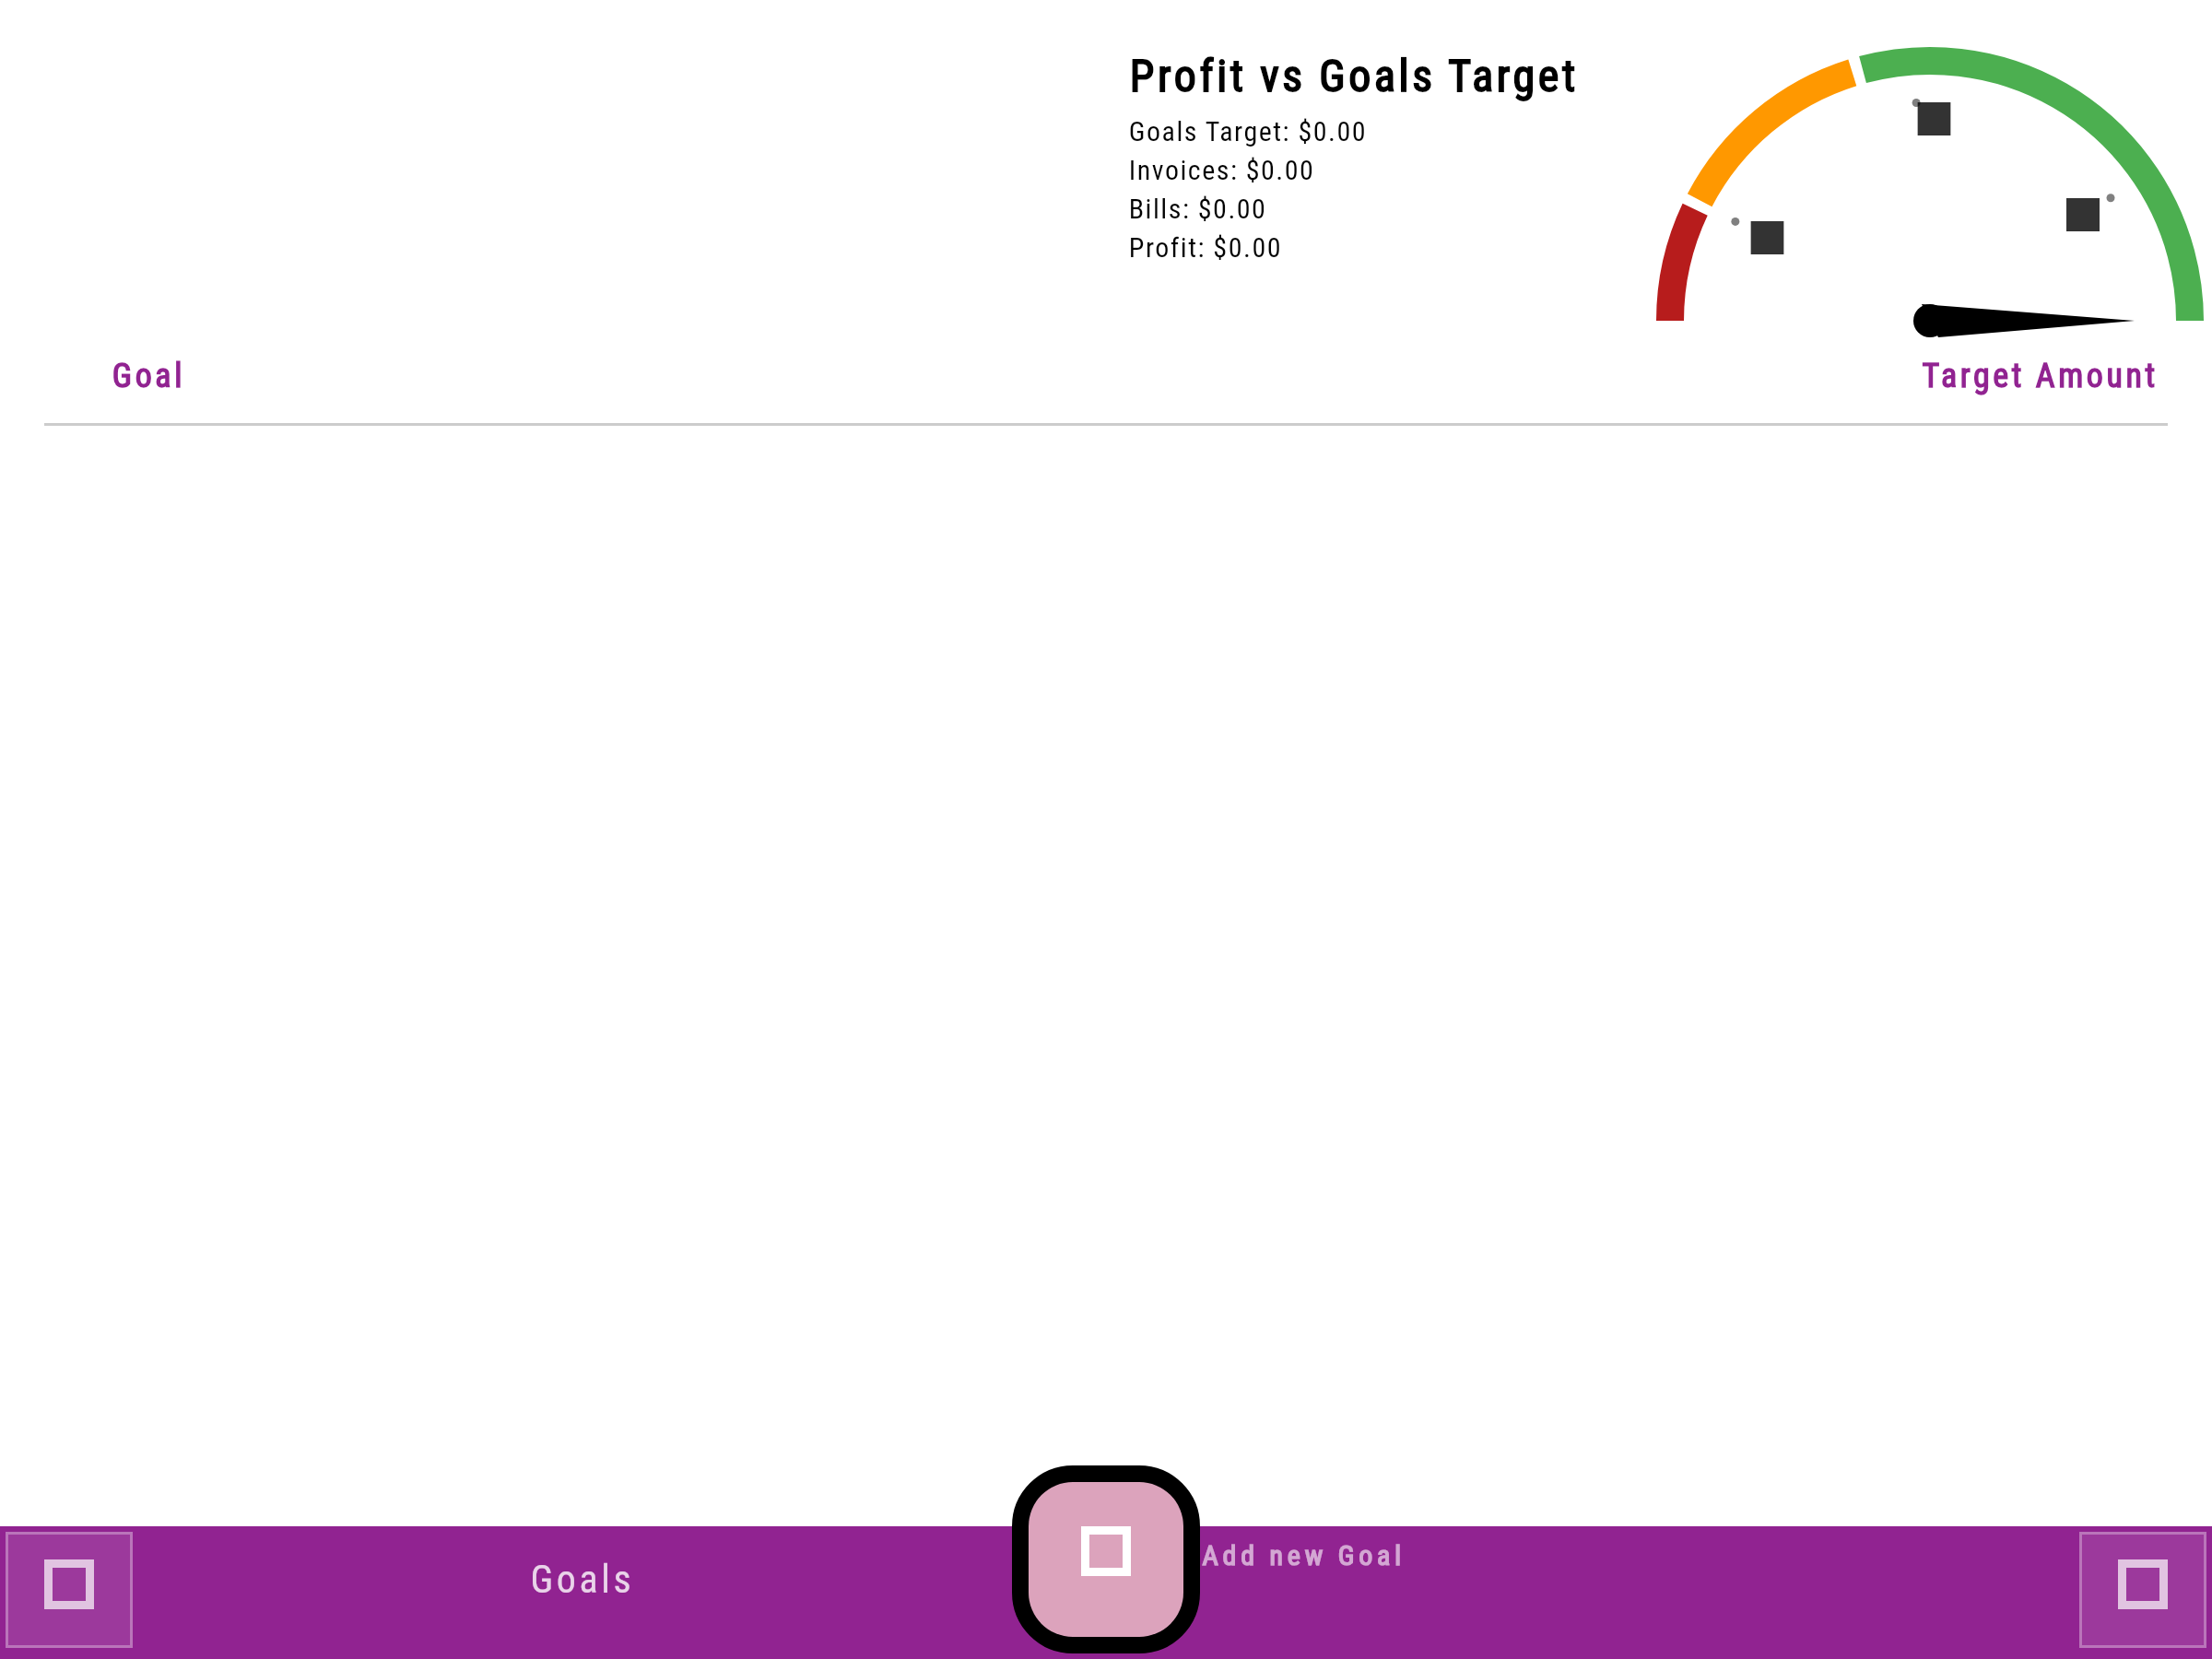 Profit vs Goals Target
Goals Target: $0.00
Invoices: $0.00
Bills: $0.00
Profit: $0.00
Goal
Target Amount
Goals
Add new Goal